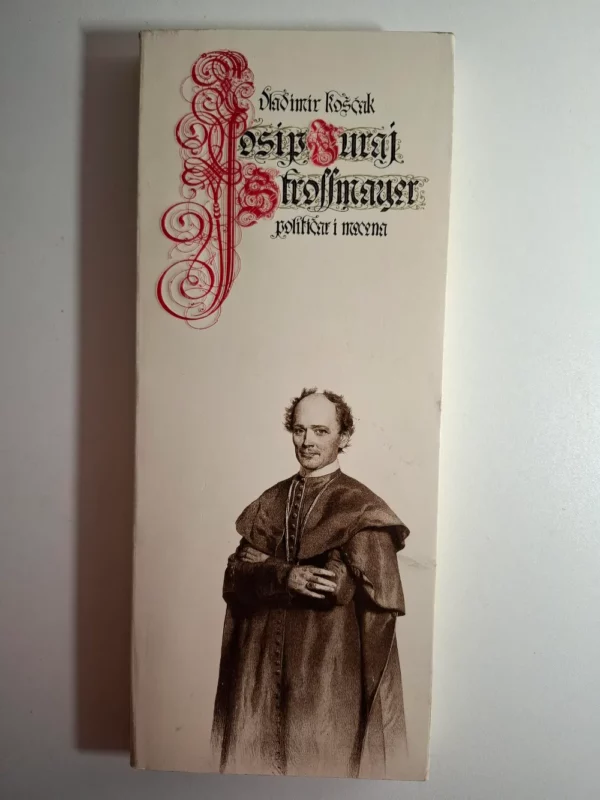 Vladimir Košćak
Josip Juraj
Strossmayer
političar i mecena